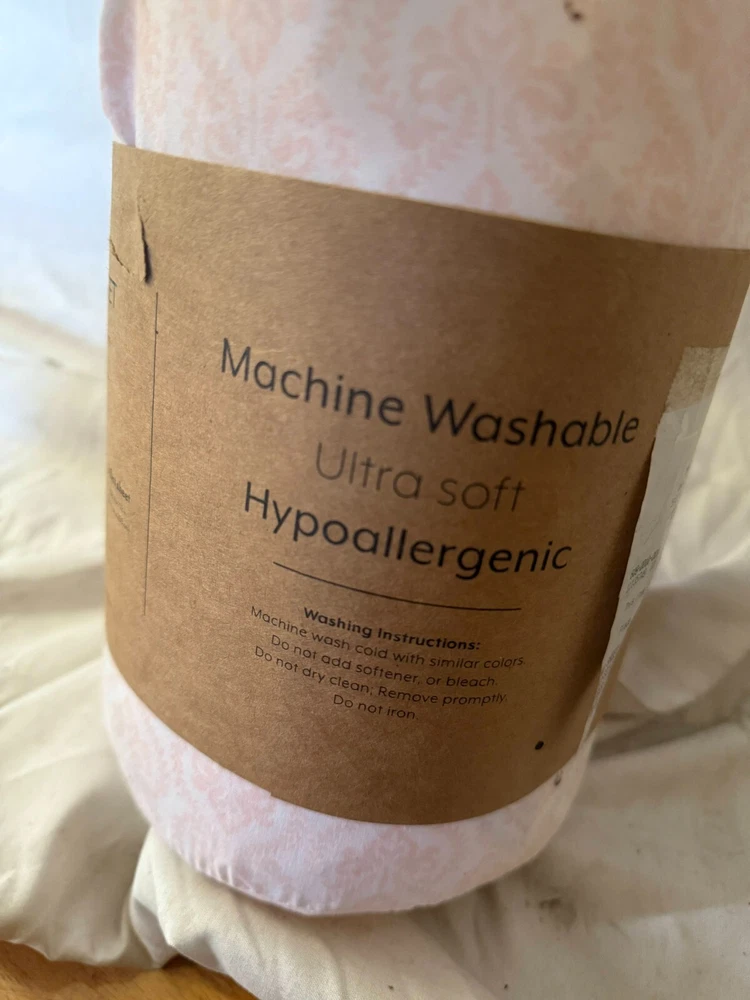 Machine Washable
Ultra soft
Hypoallergenic
Washing Instructions:
Machine wash cold with similar colors
Do not add softener, or bleach.
Do not dry clean; Remove promptly.
Do not iron